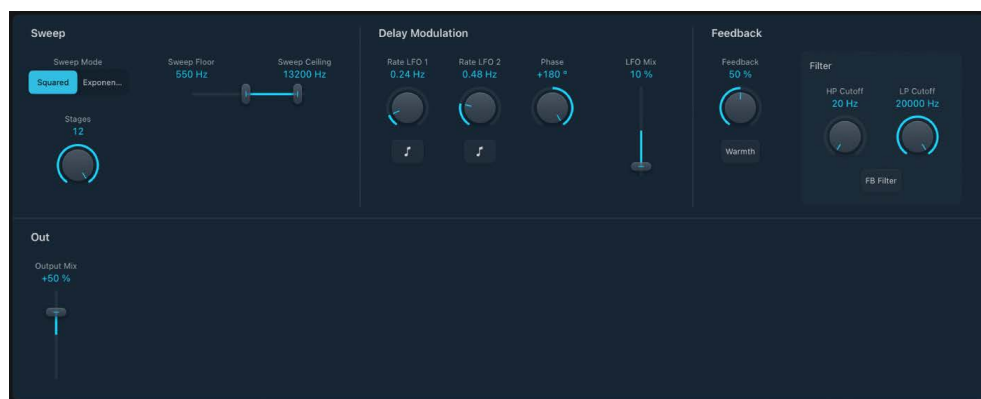 Sweep
Sweep Mode
Squared Exponen...
Sweep Floor
550 Hz
Sweep Ceiling
13200 Hz
Stages
12
Delay Modulation
Rate LFO 1
0.24 Hz
Rate LFO 2
0.48 Hz
Phase
+180 °
LFO Mix
10 %
Feedback
Feedback
50 %
Warmth
Filter
HP Cutoff
20 Hz
LP Cutoff
20000 Hz
FB Filter
Out
Output Mix
+50 %